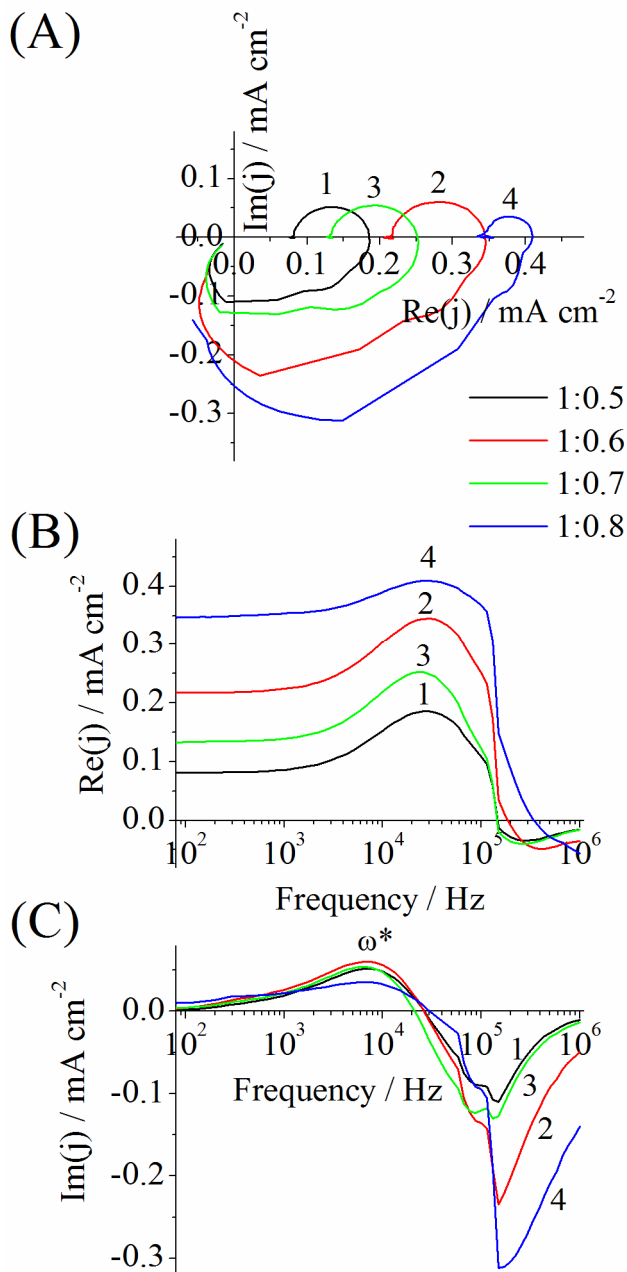 (A)
Im(j) / mA cm-2
0.1
0.0
-0.1
-0.2
-0.3
0.0 0.1 0.2 0.3 0.4
1 3 2 4
Re(j) / mA cm-2
1:0.5
1:0.6
1:0.7
1:0.8
(B)
Re(j) / mA cm-2
0.4
0.3
0.2
0.1
0.0
4
2
3
1
10^2 10^3 10^4 10^5 10^6
Frequency / Hz
(C)
Im(j) / mA cm-2
0.0
-0.1
-0.2
-0.3
ω*
10^2 10^3 10^4 10^5 10^6
Frequency / Hz
1
3
2
4